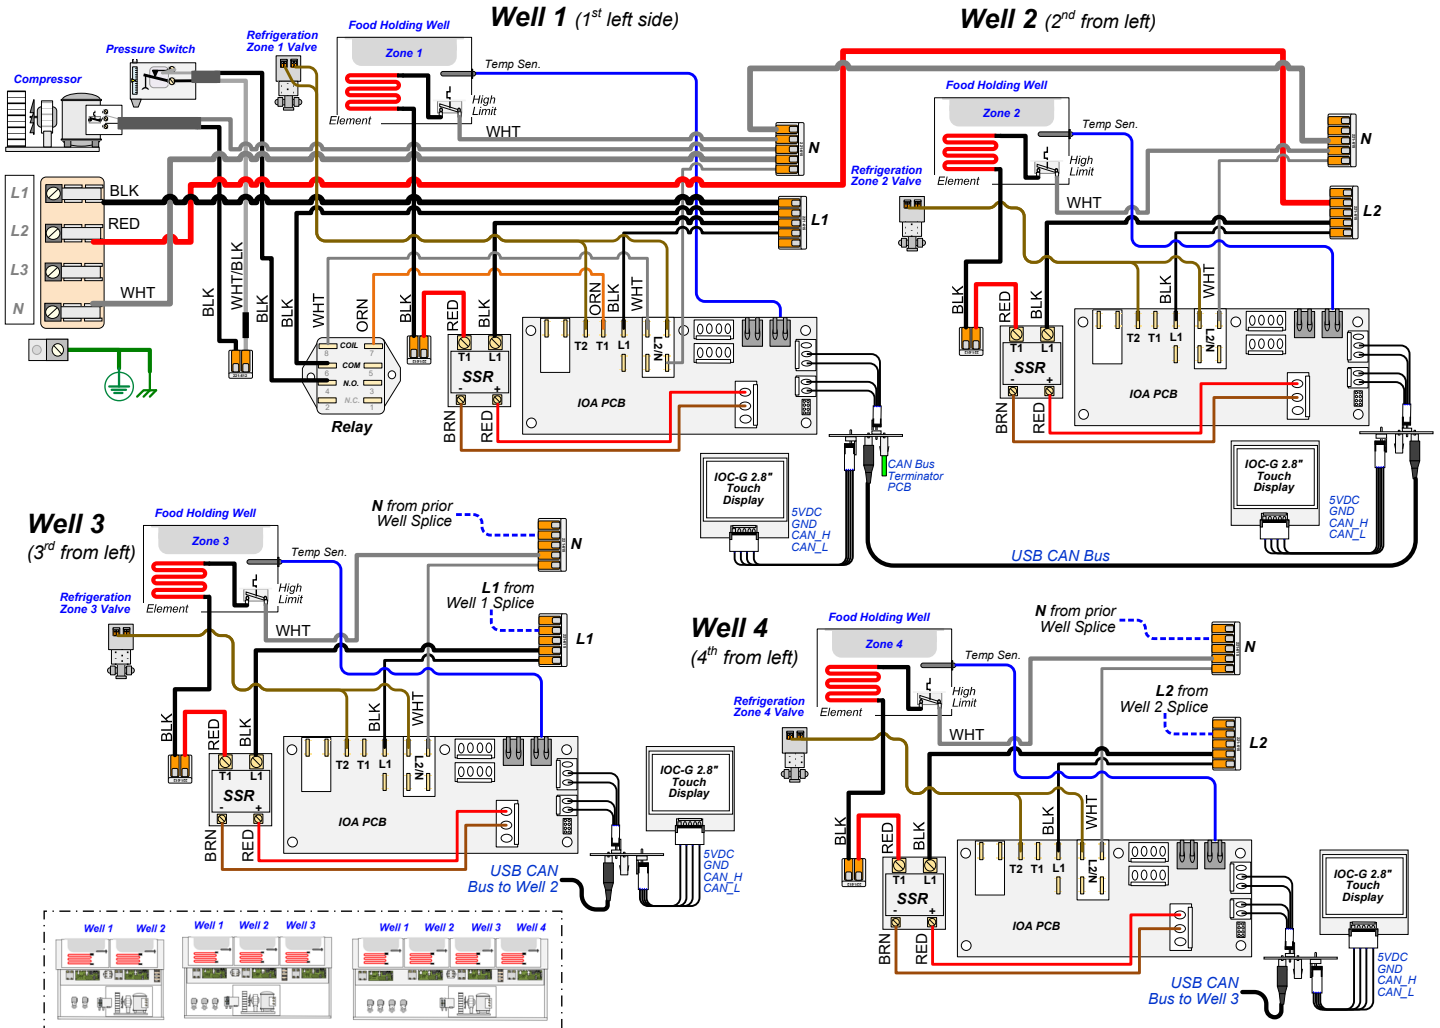 Well 1 (1st left side)
Well 2 (2nd from left)
Food Holding Well
Refrigeration
Zone 1 Valve
Pressure Switch
Compressor
Zone 1
Temp Sen.
High
Limit
Element
WHT
N
L1
L2
L3
N
BLK
RED
WHT
L1
BLK
WHT/BLK
BLK
BLK
WHT
ORN
BLK
RED
BLK
ORN
BLK
WHT
COIL
8
7
COM
6
5
N.O.
4
3
N.C.
2
1
Relay
T1
L1
SSR
-
+
BRN
RED
T2
T1
L1
L2/N
IOA PCB
IOC-G 2.8"
Touch
Display
5VDC
GND
CAN_H
CAN_L
CAN Bus
Terminator
PCB
USB CAN Bus
Food Holding Well
Zone 2
Temp Sen.
Refrigeration
Zone 2 Valve
Element
High
Limit
WHT
N
L2
BLK
RED
BLK
BLK
WHT
T1
L1
SSR
-
+
BRN
RED
T2
T1
L1
L2/N
IOA PCB
IOC-G 2.8"
Touch
Display
5VDC
GND
CAN_H
CAN_L
Well 3
(3rd from left)
Food Holding Well
Zone 3
Temp Sen.
N from prior
Well Splice
N
Refrigeration
Zone 3 Valve
Element
High
Limit
WHT
L1 from
Well 1 Splice
L1
BLK
RED
BLK
BLK
WHT
T1
L1
SSR
-
+
BRN
RED
T2
T1
L1
L2/N
IOA PCB
IOC-G 2.8"
Touch
Display
5VDC
GND
CAN_H
CAN_L
USB CAN
Bus to Well 2
Well 4
(4th from left)
Food Holding Well
Zone 4
Temp Sen.
N from prior
Well Splice
N
Refrigeration
Zone 4 Valve
Element
High
Limit
WHT
L2 from
Well 2 Splice
L2
BLK
RED
BLK
BLK
WHT
T1
L1
SSR
-
+
BRN
RED
T2
T1
L1
L2/N
IOA PCB
IOC-G 2.8"
Touch
Display
5VDC
GND
CAN_H
CAN_L
USB CAN
Bus to Well 3
Well 1 Well 2
Well 1 Well 2 Well 3
Well 1 Well 2 Well 3 Well 4